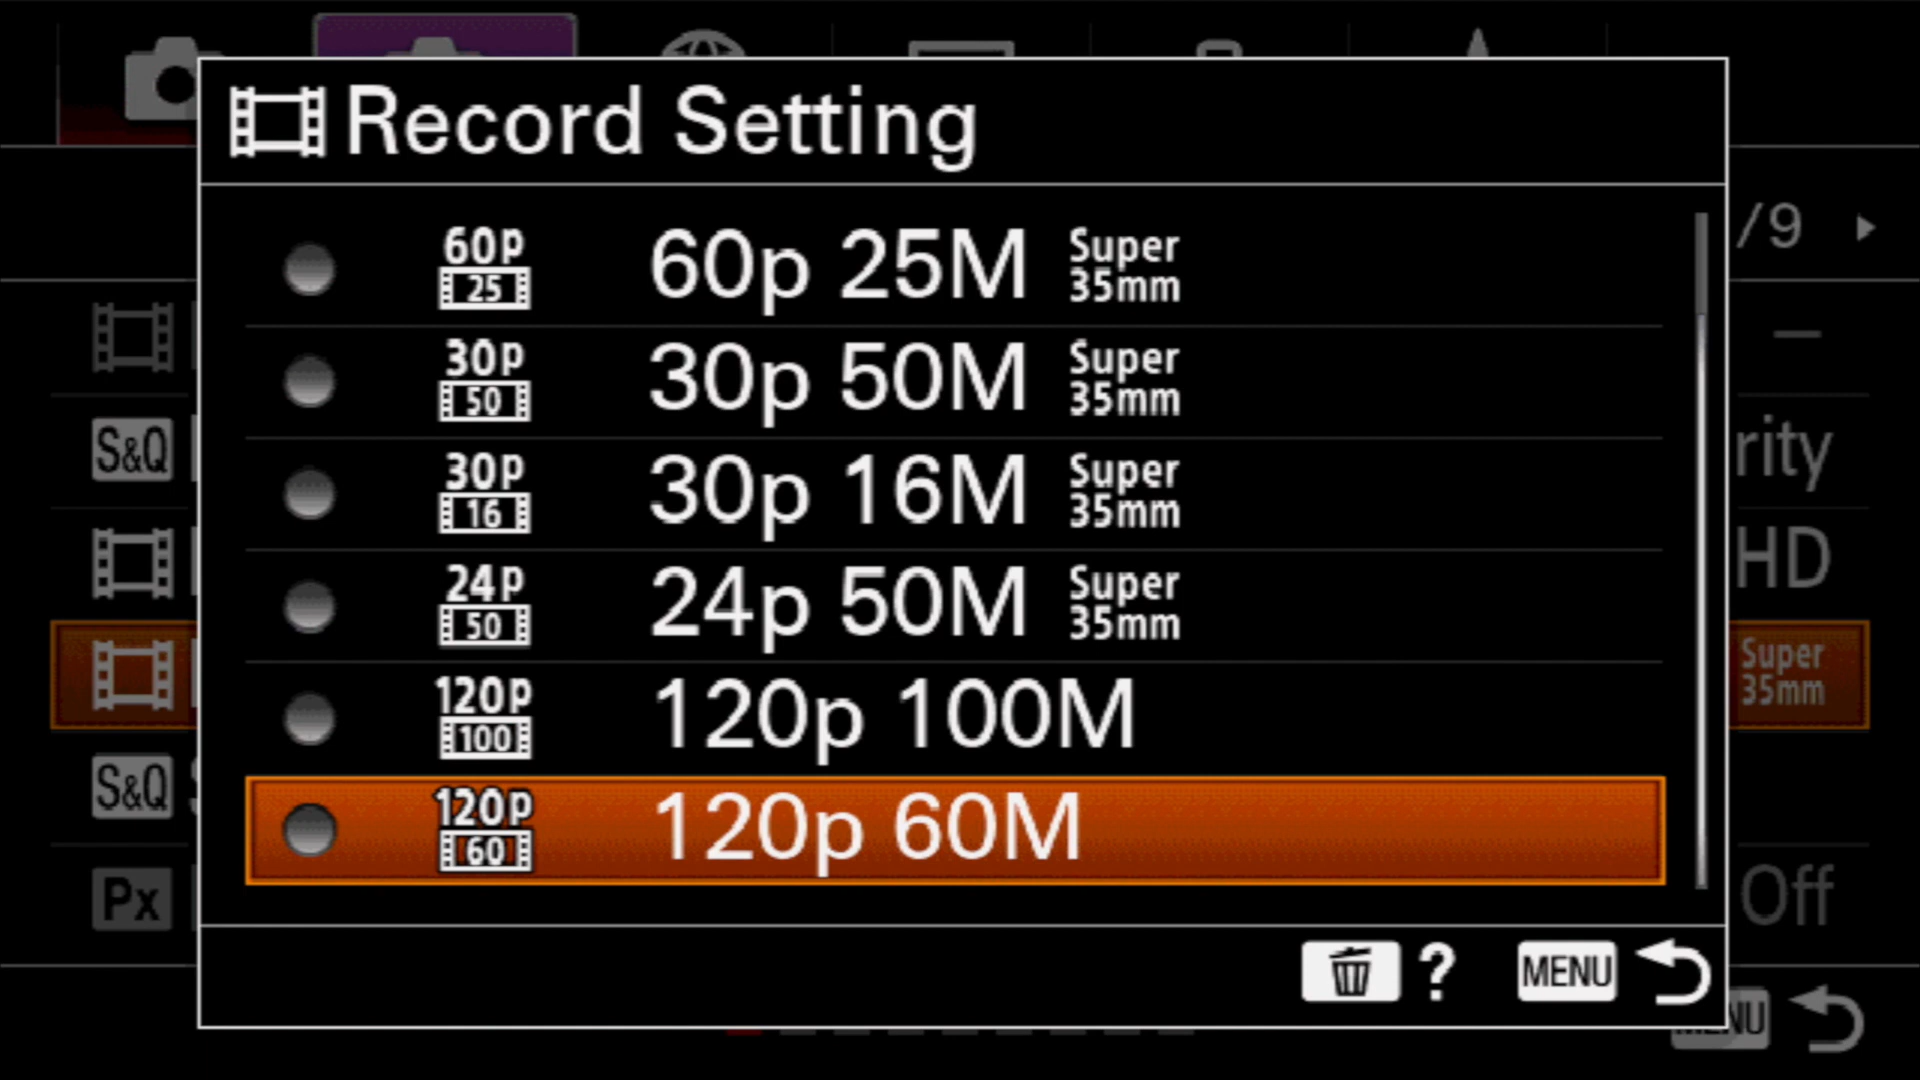 Record Setting
60p 25 60p 25M Super 35mm
30p 50 30p 50M Super 35mm
30p 16 30p 16M Super 35mm
24p 50 24p 50M Super 35mm
120p 100 120p 100M
120p 60 120p 60M
? MENU
/9
S&Q rity
HD
Super 35mm
S&Q
Px Off
NU